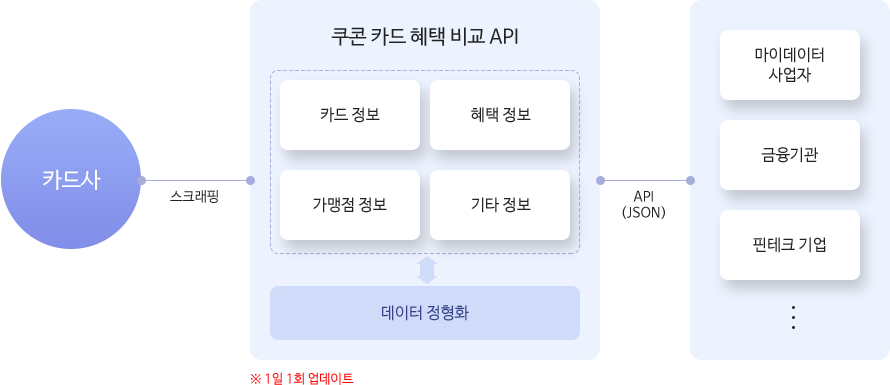 카드사
스크래핑
쿠콘 카드 혜택 비교 API
카드 정보
혜택 정보
가맹점 정보
기타 정보
데이터 정형화
※ 1일 1회 업데이트
API
(JSON)
마이데이터
사업자
금융기관
핀테크 기업